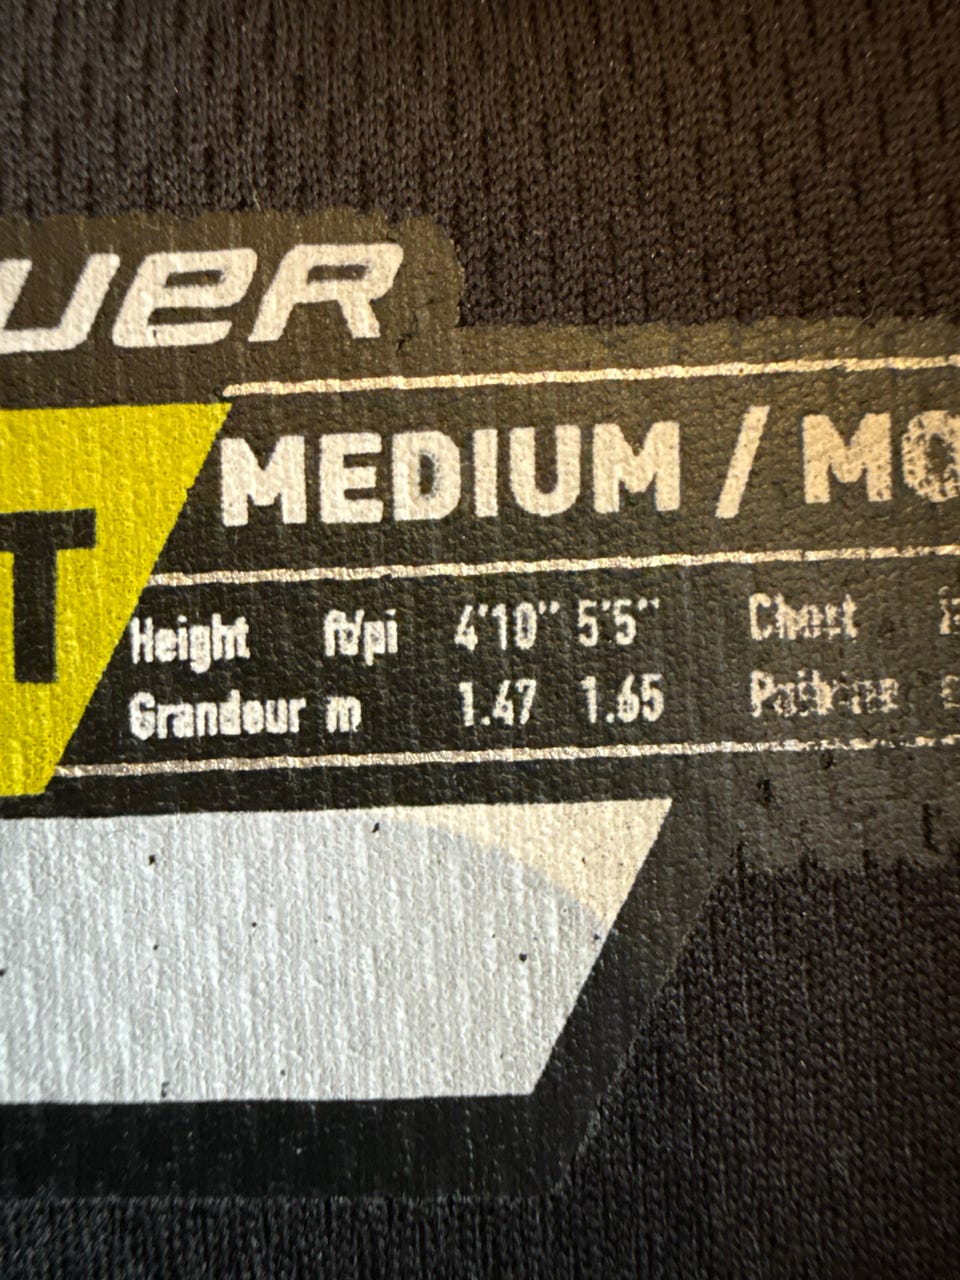 uer
T
MEDIUM / MO
Height ft/pi 4'10" 5'5" Chest
Grandeur m 1.47 1.65 Poitrine